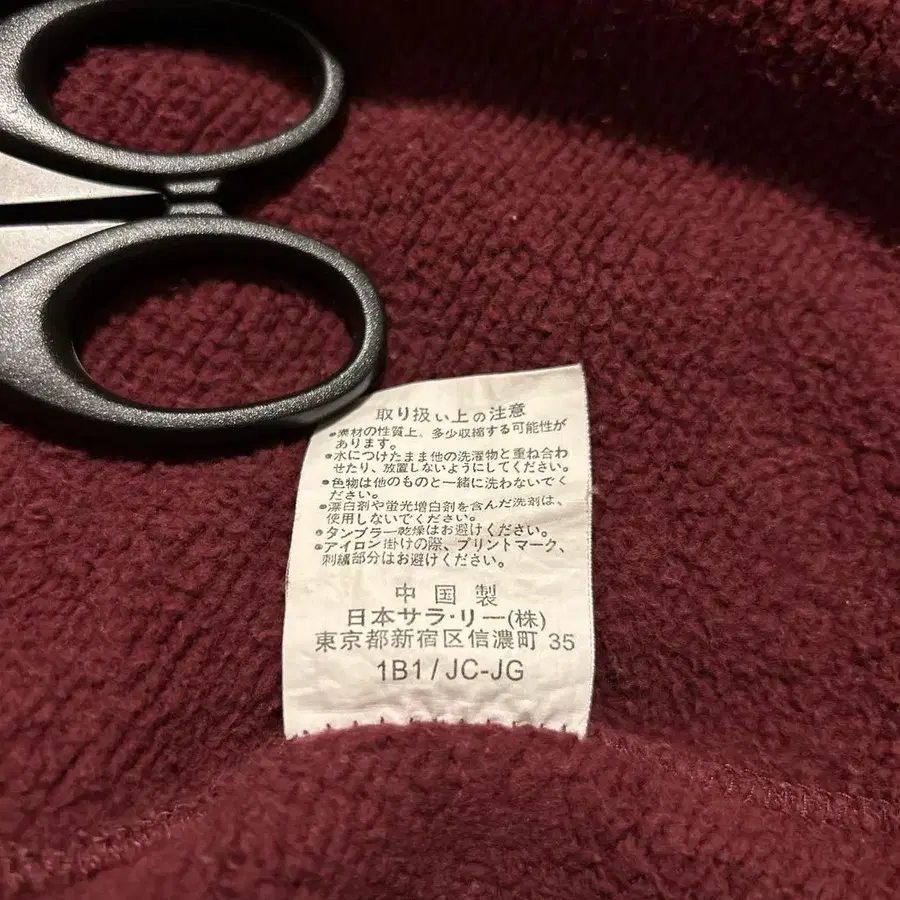 取り扱い上の注意
●素材の性質上、多少収縮する可能性が
あります。
●水につけたまま他の洗濯物と重ね合わ
せたり、放置しないようにしてください。
●色物は他のものと一緒に洗わないでく
ださい。
●漂白剤や蛍光増白剤を含んだ洗剤は、
使用しないでください。
●タンブラー乾燥はお避けください。
●アイロン掛けの際、プリントマーク、
刺繍部分はお避けください。
中国製
日本サラ・リー(株)
東京都新宿区信濃町 35
1B1/JC-JG